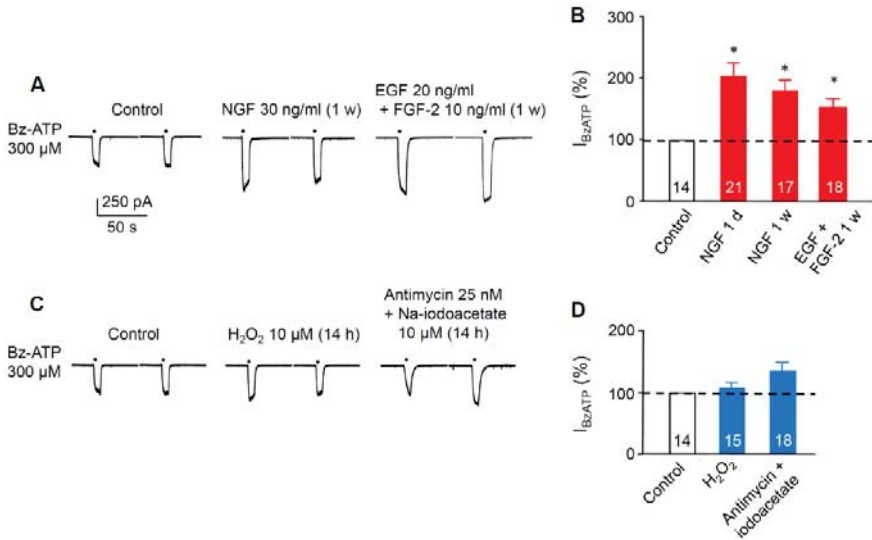 A
Control
NGF 30 ng/ml (1 w)
EGF 20 ng/ml
+ FGF-2 10 ng/ml (1 w)
Bz-ATP
300 µM
250 pA
50 s
B
I_BzATP (%)
300
200
100
0
*
*
*
14
21
17
18
Control
NGF 1 d
NGF 1 w
EGF +
FGF-2 1 w
C
Control
H₂O₂ 10 µM (14 h)
Antimycin 25 nM
+ Na-iodoacetate
10 µM (14 h)
Bz-ATP
300 µM
D
I_BzATP (%)
200
100
0
14
15
18
Control
H₂O₂
Antimycin +
iodoacetate